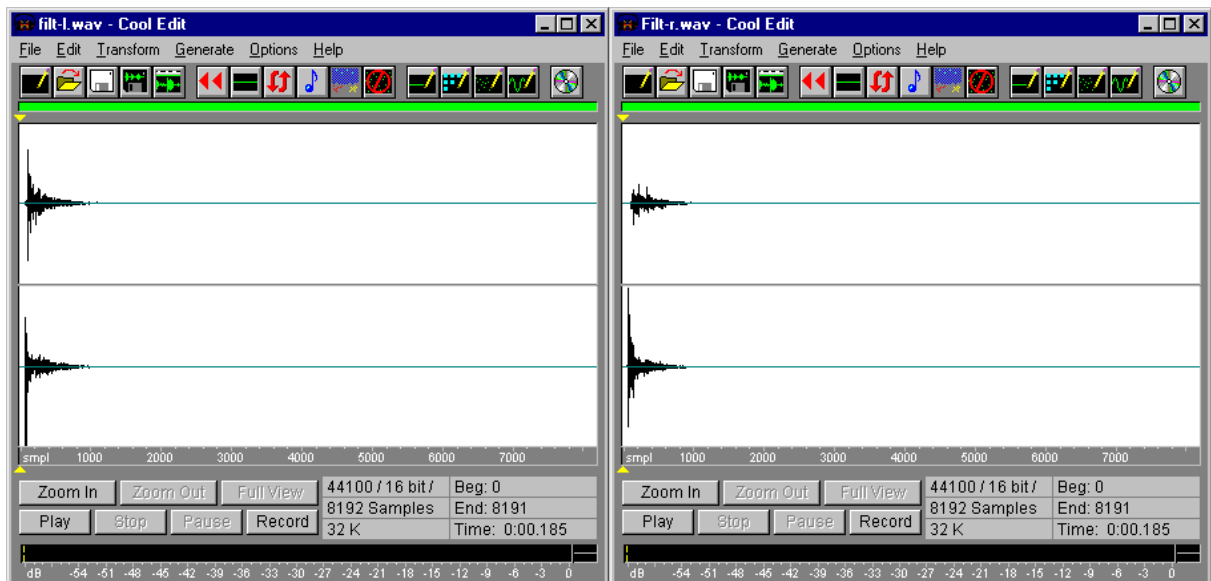 filt-l.wav - Cool Edit
File Edit Transform Generate Options Help
smpl 1000 2000 3000 4000 5000 6000 7000
Zoom In Zoom Out Full View
Play Stop Pause Record
44100 / 16 bit /
8192 Samples
32 K
Beg: 0
End: 8191
Time: 0:00.185
dB -54 -51 -48 -45 -42 -39 -36 -33 -30 -27 -24 -21 -18 -15 -12 -9 -6 -3 0
Filt-r.wav - Cool Edit
File Edit Transform Generate Options Help
smpl 1000 2000 3000 4000 5000 6000 7000
Zoom In Zoom Out Full View
Play Stop Pause Record
44100 / 16 bit /
8192 Samples
32 K
Beg: 0
End: 8191
Time: 0:00.185
dB -54 -51 -48 -45 -42 -39 -36 -33 -30 -27 -24 -21 -18 -15 -12 -9 -6 -3 0